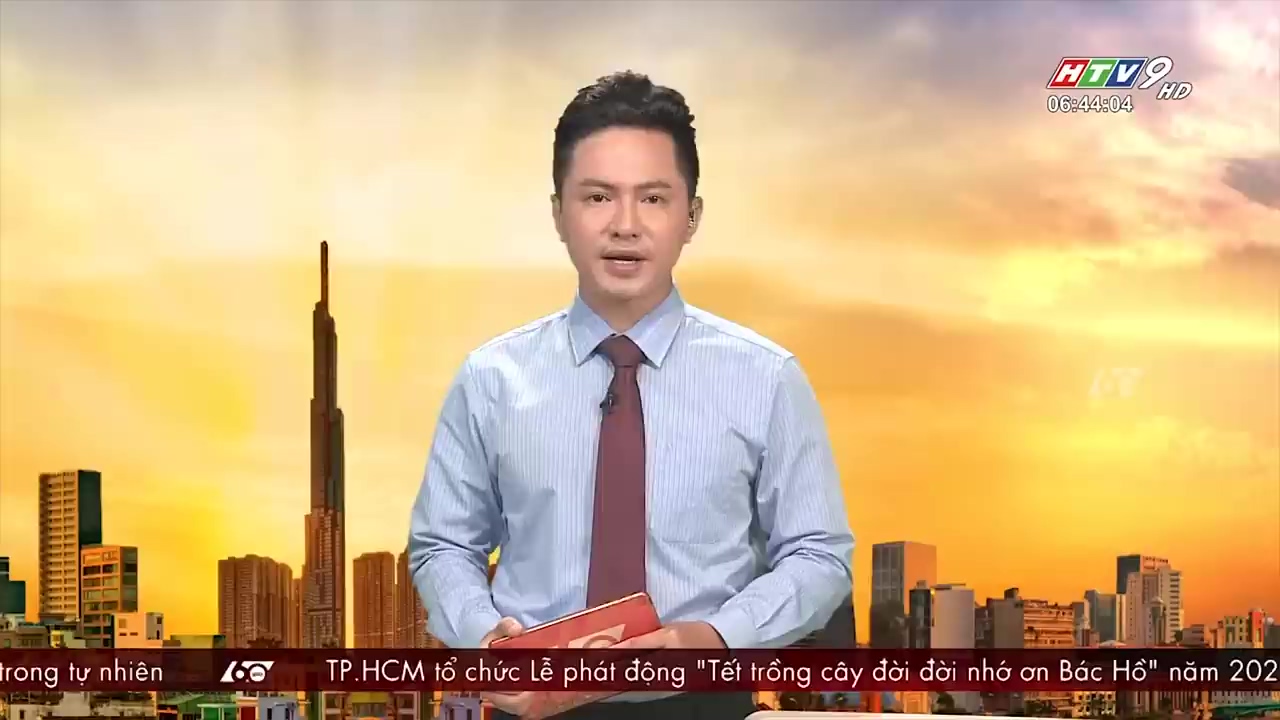 HTV9 HD
06:44:04
trong tự nhiên 60 TP.HCM tổ chức Lễ phát động "Tết trồng cây đời đời nhớ ơn Bác Hồ" năm 202